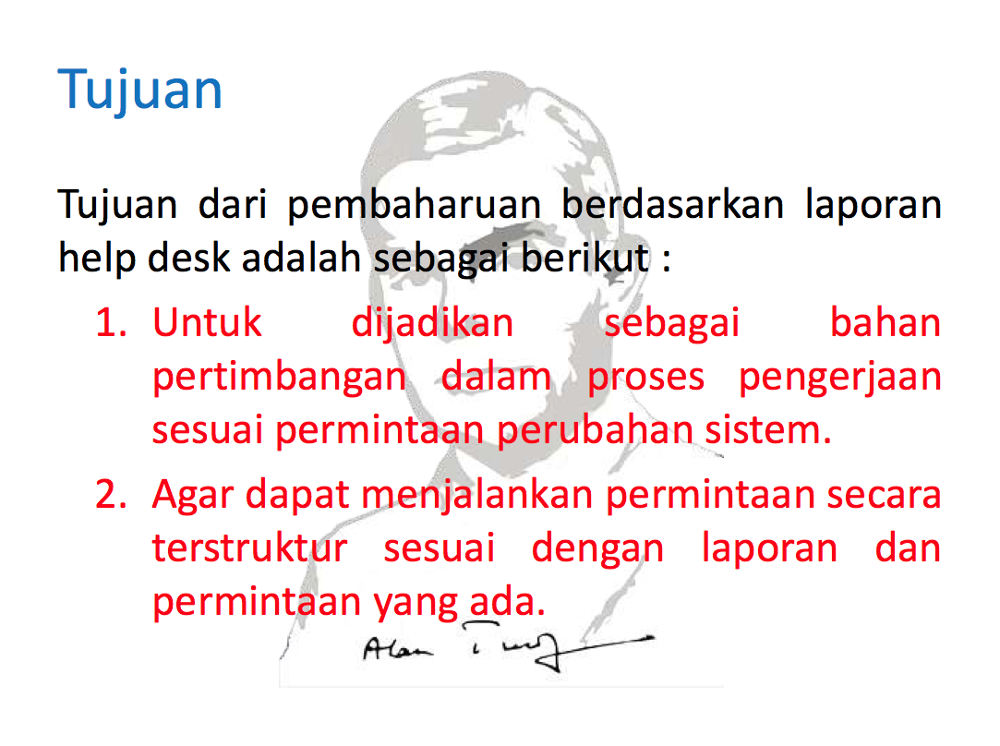 Tujuan
Tujuan dari pembaharuan berdasarkan laporan
help desk adalah sebagai berikut :
1. Untuk dijadikan sebagai bahan
pertimbangan dalam proses pengerjaan
sesuai permintaan perubahan sistem.
2. Agar dapat menjalankan permintaan secara
terstruktur sesuai dengan laporan dan
permintaan yang ada.
Alan Turing